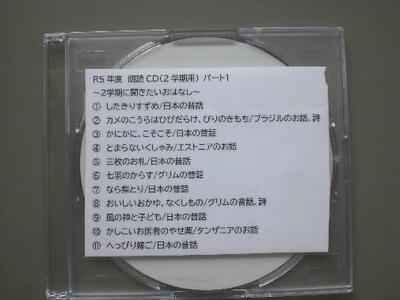 R5年度 朗読CD(2学期用) パート1
～2学期に聞きたいおはなし～
① したきりすずめ/日本の昔話
② カメのこうらはひびだらけ、びりのきもち/ブラジルのお話、詩
③ かにかに、こそこそ/日本の昔話
④ とまらないくしゃみ/エストニアのお話
⑤ 三枚のお札/日本の昔話
⑥ 七羽のからす/グリムの昔話
⑦ なら梨とり/日本の昔話
⑧ おいしいおかゆ、なくしもの/グリムの昔話、詩
⑨ 風の神と子ども/日本の昔話
⑩ かしこいお医者のやせ薬/タンザニアのお話
⑪ へっぴり嫁ご/日本の昔話